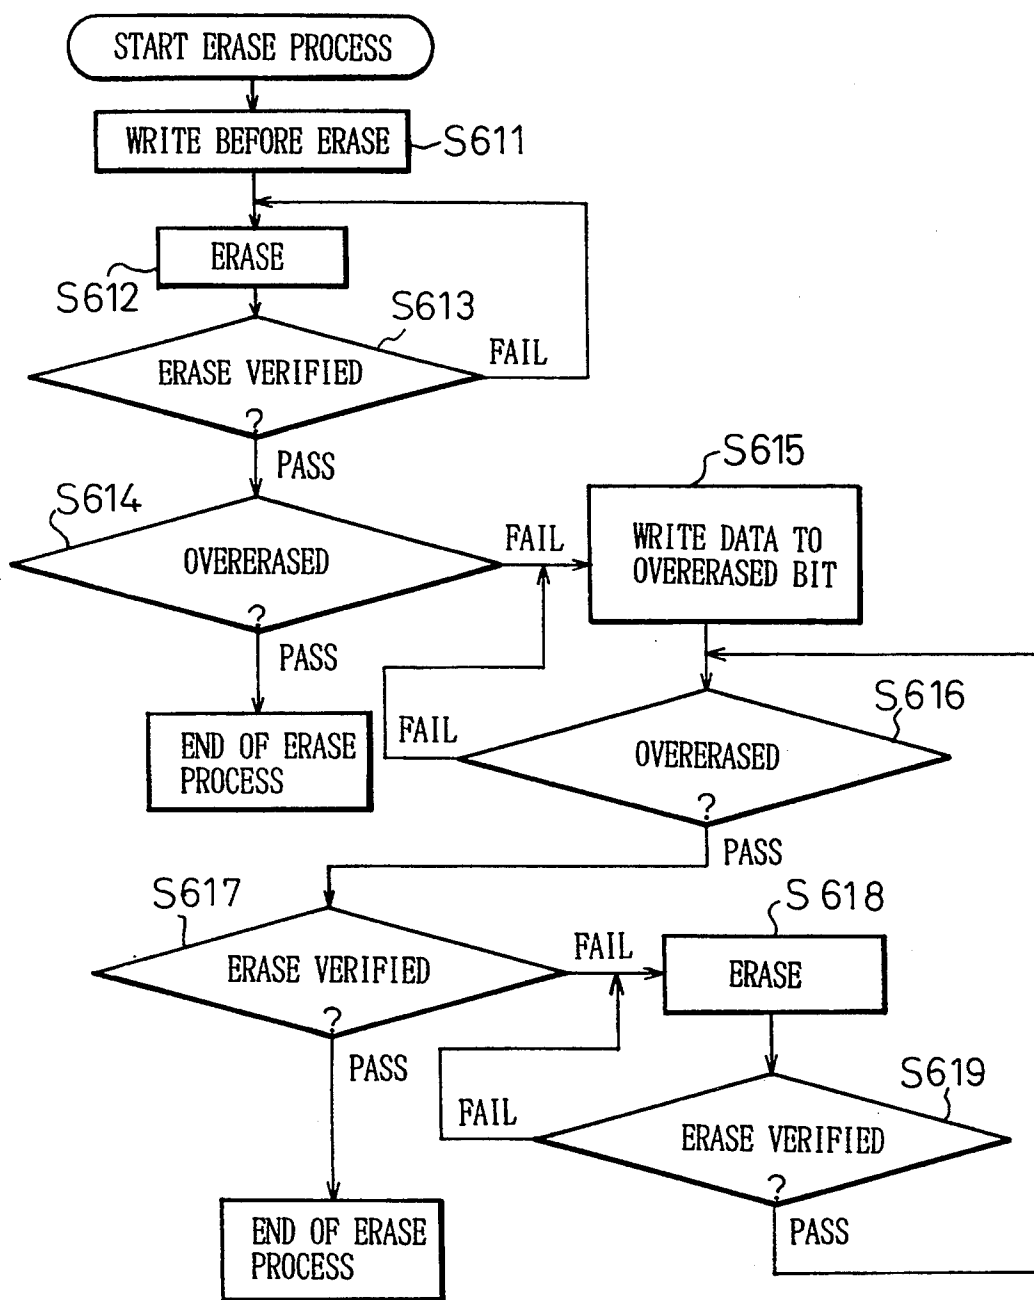 START ERASE PROCESS
WRITE BEFORE ERASE
S611
ERASE
S612
S613
ERASE VERIFIED
?
FAIL
PASS
S614
OVERERASED
?
FAIL
PASS
S615
WRITE DATA TO
OVERERASED BIT
END OF ERASE
PROCESS
S616
OVERERASED
?
FAIL
PASS
S617
ERASE VERIFIED
?
FAIL
PASS
S618
ERASE
S619
ERASE VERIFIED
?
FAIL
PASS
END OF ERASE
PROCESS